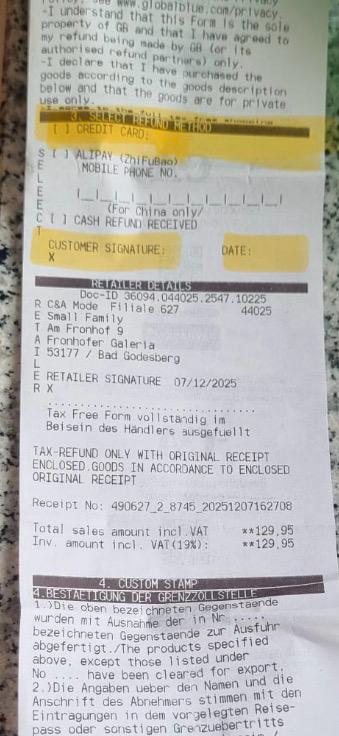 see www.globalblue.com/privacy.
-I understand that this Form is the sole
property of GB and that I have agreed to
my refund being made by GB (or its
authorised refund partners) only.
-I declare that I have purchased the
goods according to the goods description
below and that the goods are for private
use only.
3. SELECT REFUND METHOD
[ ] CREDIT CARD:
SELECT
[ ] ALIPAY (ZhiFuBao)
MOBILE PHONE NO.
(For China only/
[ ] CASH REFUND RECEIVED
CUSTOMER SIGNATURE: DATE:
X
RETAILER DETAILS
Doc-ID 36094.044025.2547.10225
RETAILER
C&A Mode Filiale 627 44025
Small Family
Am Fronhof 9
Fronhofer Galeria
53177 / Bad Godesberg
RETAILER SIGNATURE 07/12/2025
X
..............................
Tax Free Form vollständig im
Beisein des Händlers ausgefuellt
TAX-REFUND ONLY WITH ORIGINAL RECEIPT
ENCLOSED.GOODS IN ACCORDANCE TO ENCLOSED
ORIGINAL RECEIPT
Receipt No: 490627_2_8745_20251207162708
Total sales amount incl.VAT **129,95
Inv. amount incl. VAT(19%): **129,95
4. CUSTOM STAMP
4.BESTAETIGUNG DER GRENZZOLLSTELLE
1.)Die oben bezeichneten Gegenstaende
wurden mit Ausnahme der in Nr .....
bezeichneten Gegenstaende zur Ausfuhr
abgefertigt./The products specified
above, except those listed under
No .... have been cleared for export.
2.)Die Angaben ueber den Namen und die
Anschrift des Abnehmers stimmen mit den
Eintragungen in dem vorgelegten Reise-
pass oder sonstigen Grenzuebertritts